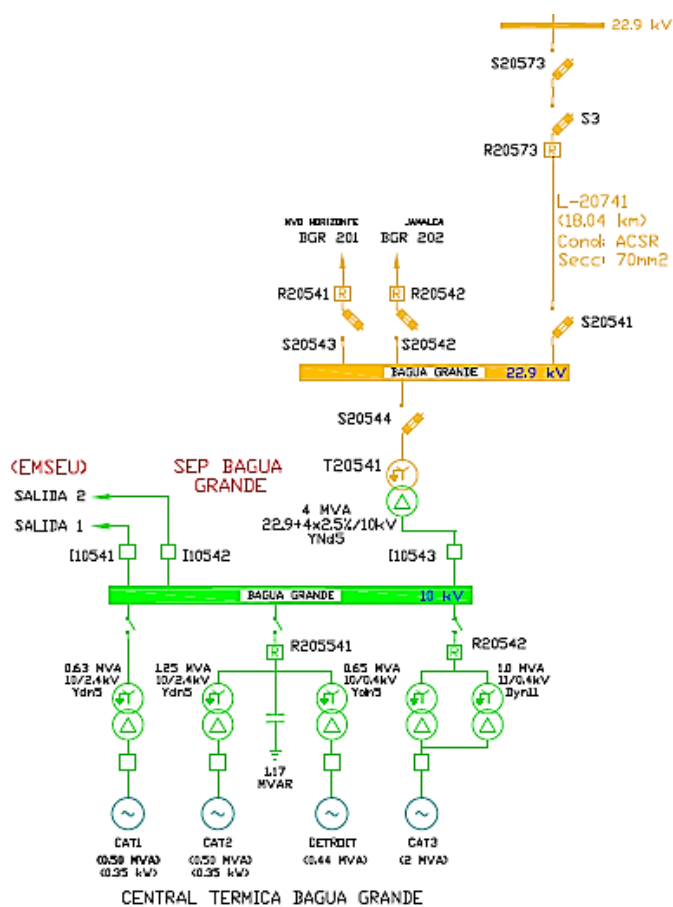 22.9 kV
S20573
S3
R20573
L-20741
(18.04 km)
Cond: ACSR
Secc: 70mm2
NVO HORIZONTE
BGR 201
JAMALCA
BGR 202
R20541
R
R
R20542
S20541
S20543
S20542
BAGUA GRANDE
22.9 kV
S20544
(EMSEU)
SEP BAGUA
GRANDE
T20541
SALIDA 2
SALIDA 1
4 MVA
22.9+4x2.5%/10kV
YNd5
I10541
I10542
I10543
BAGUA GRANDE
10 kV
R205541
R
R20542
R
0.63 MVA
10/2.4kV
Ydn5
1.25 MVA
10/2.4kV
Ydn5
0.65 MVA
10/0.4kV
1.0 MVA
11/0.4kV
Dyn11
1.17
MVAR
CAT1
(0.50 MVA)
(0.35 kW)
CAT2
(0.50 MVA)
(0.35 kW)
DETROIT
(0.44 MVA)
CAT3
(2 MVA)
CENTRAL TERMICA BAGUA GRANDE